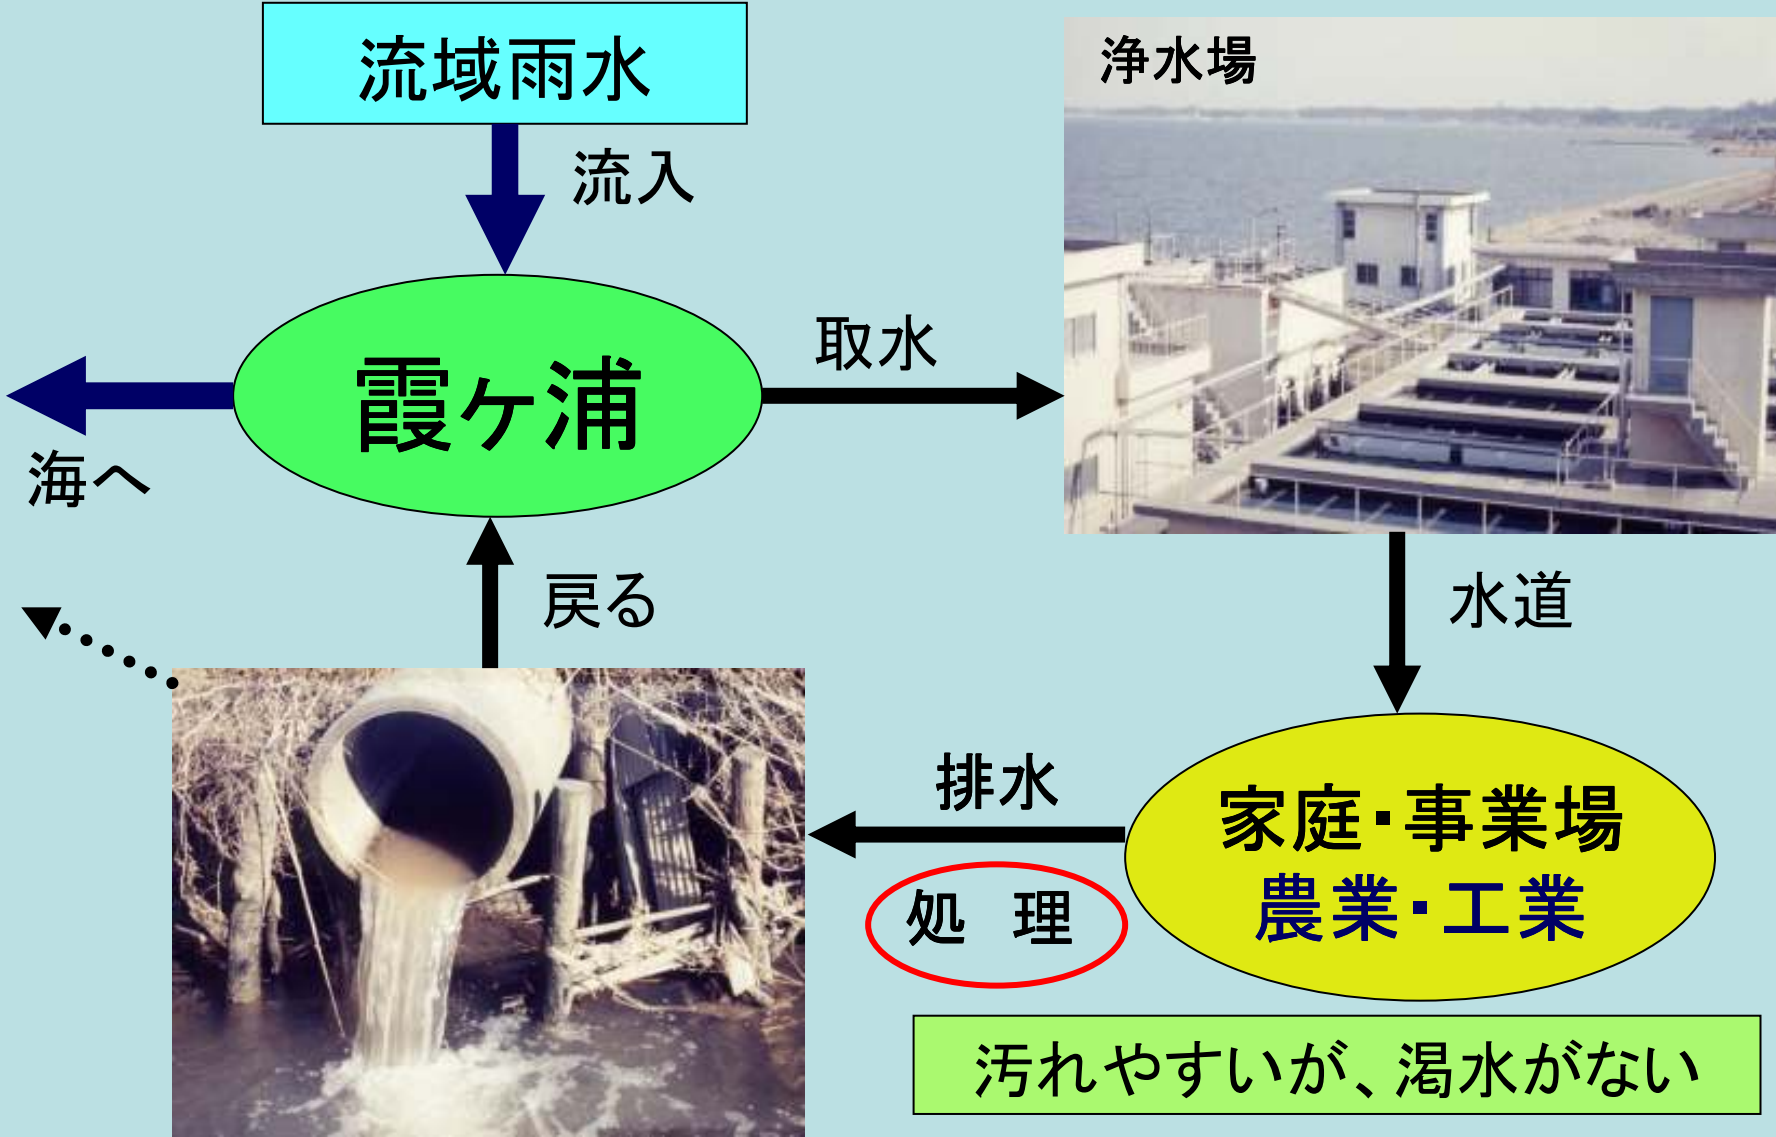 流域雨水
浄水場
流入
取水
霞ヶ浦
海へ
戻る
水道
排水
家庭・事業場
農業・工業
処　理
汚れやすいが、渇水がない